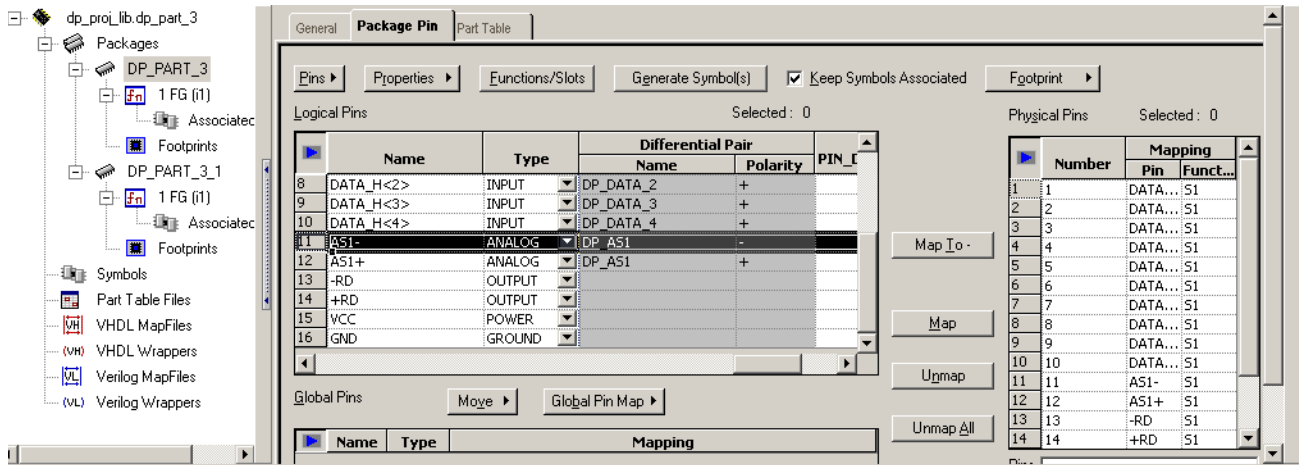 dp_proj_lib.dp_part_3
Packages
DP_PART_3
1 FG (i1)
Associatec
Footprints
DP_PART_3_1
1 FG (i1)
Associatec
Footprints
Symbols
Part Table Files
VHDL MapFiles
VHDL Wrappers
Verilog MapFiles
Verilog Wrappers
General Package Pin Part Table
Pins Properties Functions/Slots Generate Symbol(s) Keep Symbols Associated Footprint
Logical Pins Selected : 0
Name Type Differential Pair PIN_D
Name Polarity
8 DATA_H<2> INPUT DP_DATA_2 +
9 DATA_H<3> INPUT DP_DATA_3 +
10 DATA_H<4> INPUT DP_DATA_4 +
11 AS1- ANALOG DP_AS1 -
12 AS1+ ANALOG DP_AS1 +
13 -RD OUTPUT
14 +RD OUTPUT
15 VCC POWER
16 GND GROUND
Global Pins Move Global Pin Map
Name Type Mapping
Map To -
Map
Unmap
Unmap All
Physical Pins Selected : 0
Number Mapping
Pin Funct...
1 1 DATA... S1
2 2 DATA... S1
3 3 DATA... S1
4 4 DATA... S1
5 5 DATA... S1
6 6 DATA... S1
7 7 DATA... S1
8 8 DATA... S1
9 9 DATA... S1
10 10 DATA... S1
11 11 AS1- S1
12 12 AS1+ S1
13 13 -RD S1
14 14 +RD S1